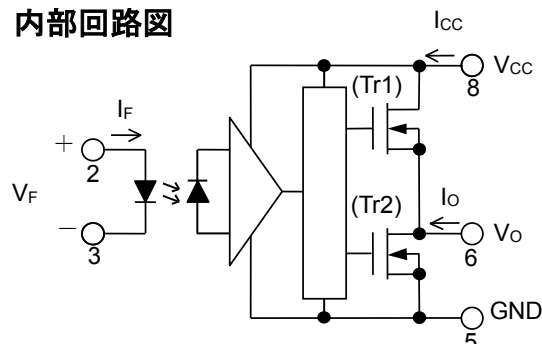 内部回路図
ICC
VCC
8
(Tr1)
IF
+
2
VF
−
3
(Tr2)
IO
VO
6
GND
5